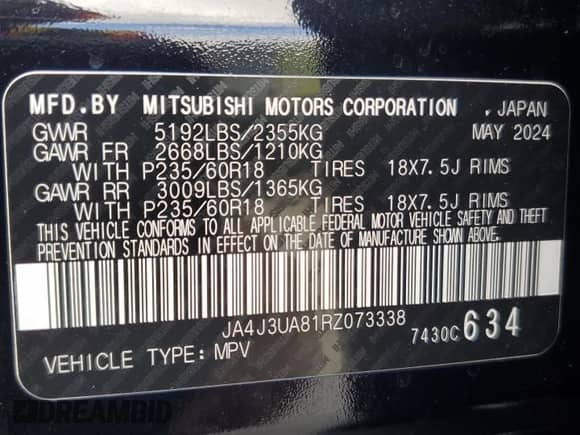 MFD.BY MITSUBISHI MOTORS CORPORATION , JAPAN
GVWR 5192LBS/2355KG MAY 2024
GAWR FR 2668LBS/1210KG
WITH P235/60R18 TIRES 18X7.5J RIMS
GAWR RR 3009LBS/1365KG
WITH P235/60R18 TIRES 18X7.5J RIMS
THIS VEHICLE CONFORMS TO ALL APPLICABLE FEDERAL MOTOR VEHICLE SAFETY AND THEFT
PREVENTION STANDARDS IN EFFECT ON THE DATE OF MANUFACTURE SHOWN ABOVE.
JA4J3UA81RZ073338 7430C 634
VEHICLE TYPE: MPV
DREAMBID